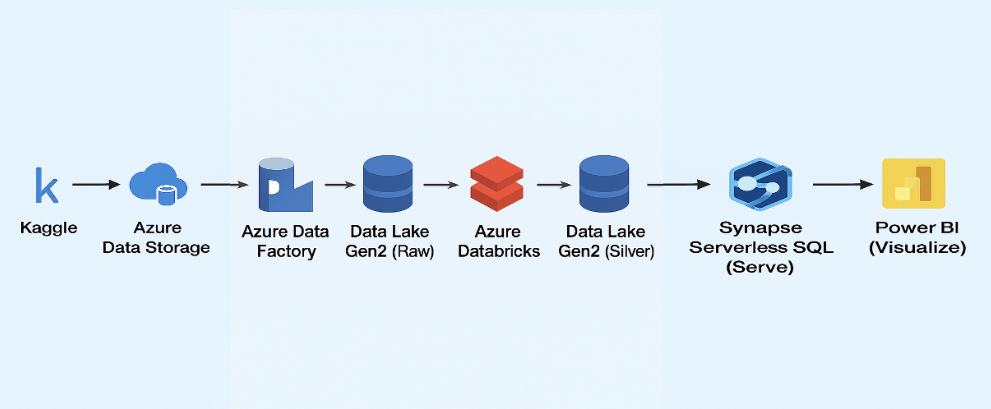 k
Kaggle
Azure
Data Storage
Azure Data
Factory
Data Lake
Gen2 (Raw)
Azure
Databricks
Data Lake
Gen2 (Silver)
Synapse
Serverless SQL
(Serve)
Power BI
(Visualize)